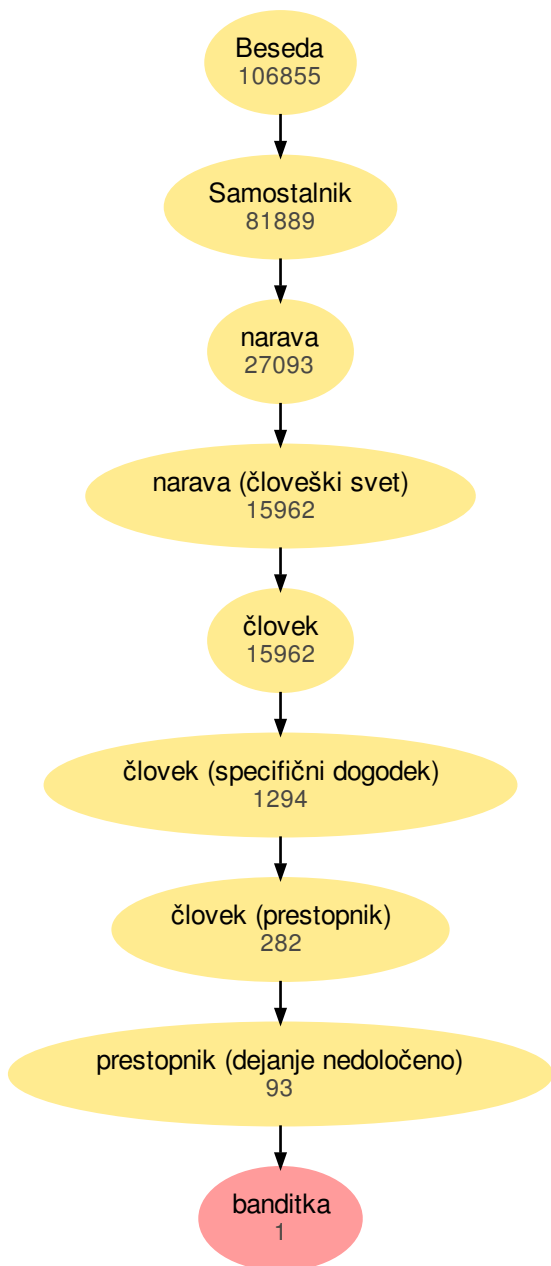 Beseda
106855
Samostalnik
81889
narava
27093
narava (človeški svet)
15962
človek
15962
človek (specifični dogodek)
1294
človek (prestopnik)
282
prestopnik (dejanje nedoločeno)
93
banditka
1